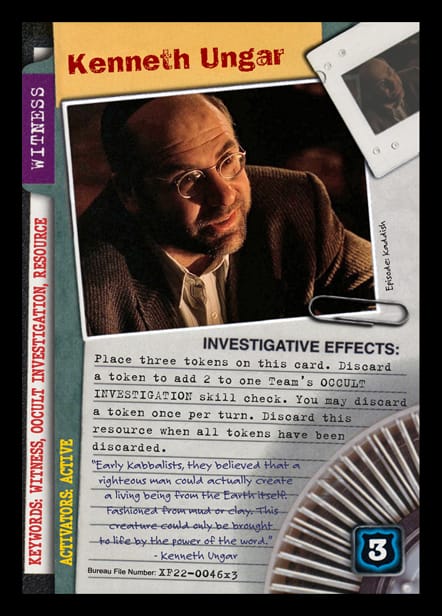 Kenneth Ungar
WITNESS
KEYWORDS: WITNESS, OCCULT INVESTIGATION, RESOURCE
ACTIVATORS: ACTIVE
Episode: Kaddish
INVESTIGATIVE EFFECTS:
Place three tokens on this card. Discard
a token to add 2 to one Team's OCCULT
INVESTIGATION skill check. You may discard
a token once per turn. Discard this
resource when all tokens have been
discarded.
"Early Kabbalists, they believed that a
righteous man could actually create
a living being from the Earth itself.
Fashioned from mud or clay. This
creature could only be brought
to life by the power of the word."
- Kenneth Ungar
Bureau File Number: XF22-0046x3
3